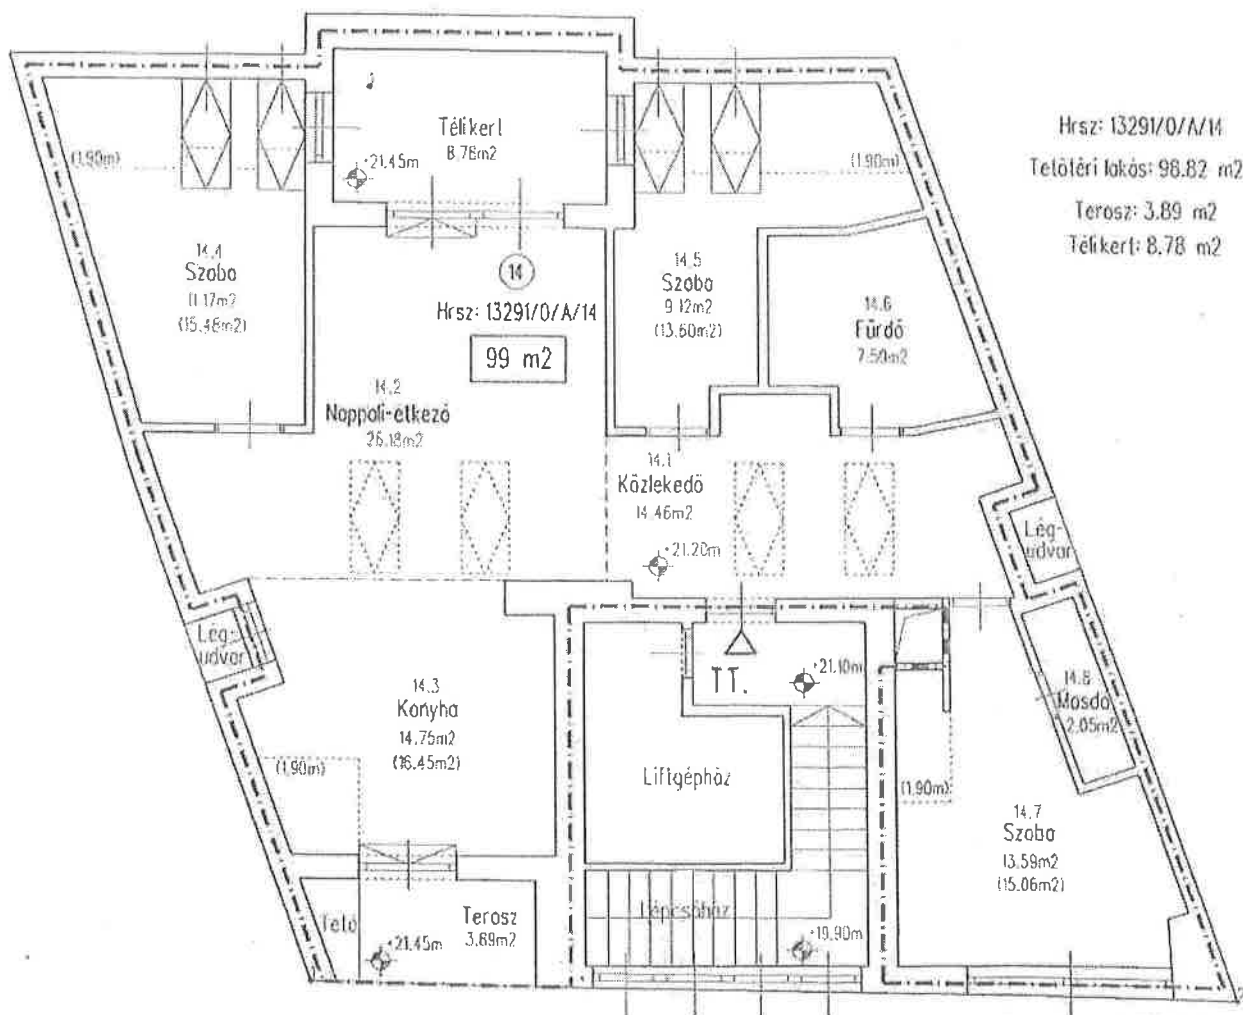 Télikert
8.78m2
+21.45m
(1.90m)
(1.90m)
Hrsz: 13291/0/A/14
Tetőtéri lakás: 98.82 m2
Terasz: 3.89 m2
Télikert: 8.78 m2
14.4
Szoba
11.17m2
(15.48m2)
14
Hrsz: 13291/0/A/14
99 m2
14.5
Szoba
9.12m2
(13.60m2)
14.6
Fürdő
7.50m2
14.2
Nappali-étkező
26.18m2
14.1
Közlekedő
14.46m2
+21.20m
Lég-
udvar
Lég-
udvar
14.3
Konyha
14.75m2
(16.45m2)
(1.90m)
TT.
+21.10m
Liftgépház
14.8
Mosdó
2.05m2
(1.90m)
14.7
Szoba
13.59m2
(15.06m2)
Tető
Terasz
3.89m2
+21.45m
Lépcsőház
+19.90m